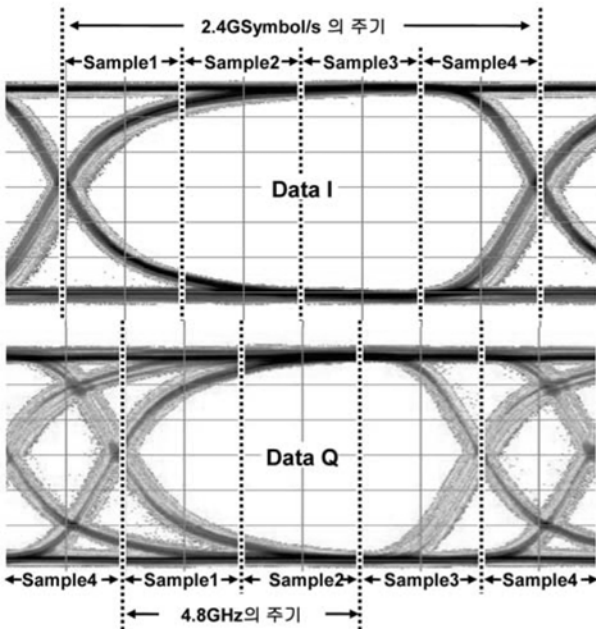 2.4GSymbol/s 의 주기
Sample1 Sample2 Sample3 Sample4
Data I
Data Q
Sample4 Sample1 Sample2 Sample3 Sample4
4.8GHz의 주기